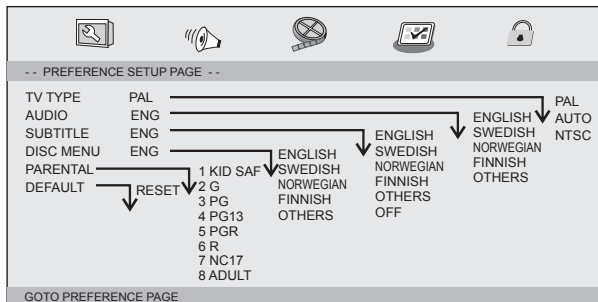 - - PREFERENCE SETUP PAGE - -
TV TYPE PAL
AUDIO ENG
SUBTITLE ENG
DISC MENU ENG
PARENTAL
DEFAULT RESET
1 KID SAF
2 G
3 PG
4 PG13
5 PGR
6 R
7 NC17
8 ADULT
ENGLISH
SWEDISH
NORWEGIAN
FINNISH
OTHERS
ENGLISH
SWEDISH
NORWEGIAN
FINNISH
OTHERS
OFF
ENGLISH
SWEDISH
NORWEGIAN
FINNISH
OTHERS
PAL
AUTO
NTSC
GOTO PREFERENCE PAGE